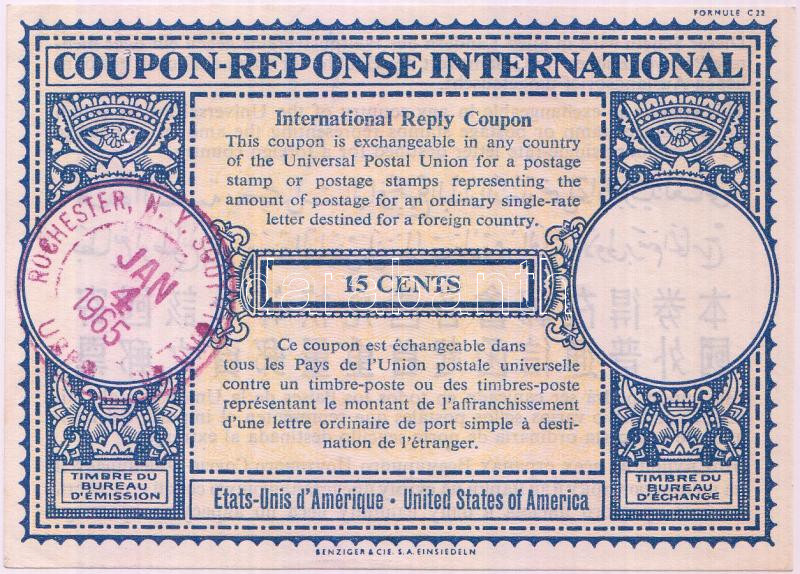 FORMULE C 22
COUPON-REPONSE INTERNATIONAL
International Reply Coupon
This coupon is exchangeable in any country
of the Universal Postal Union for a postage
stamp or postage stamps representing the
amount of postage for an ordinary single-rate
letter destined for a foreign country.
ROCHESTER, N. Y.
JAN
4
1965
15 CENTS
Ce coupon est échangeable dans
tous les Pays de l'Union postale universelle
contre un timbre-poste ou des timbres-poste
représentant le montant de l'affranchissement
d'une lettre ordinaire de port simple à desti-
nation de l'étranger.
TIMBRE DU
BUREAU
D'ÉMISSION
TIMBRE DU
BUREAU
D'ÉCHANGE
Etats-Unis d'Amérique • United States of America
BENZIGER & CIE. S.A. EINSIEDELN